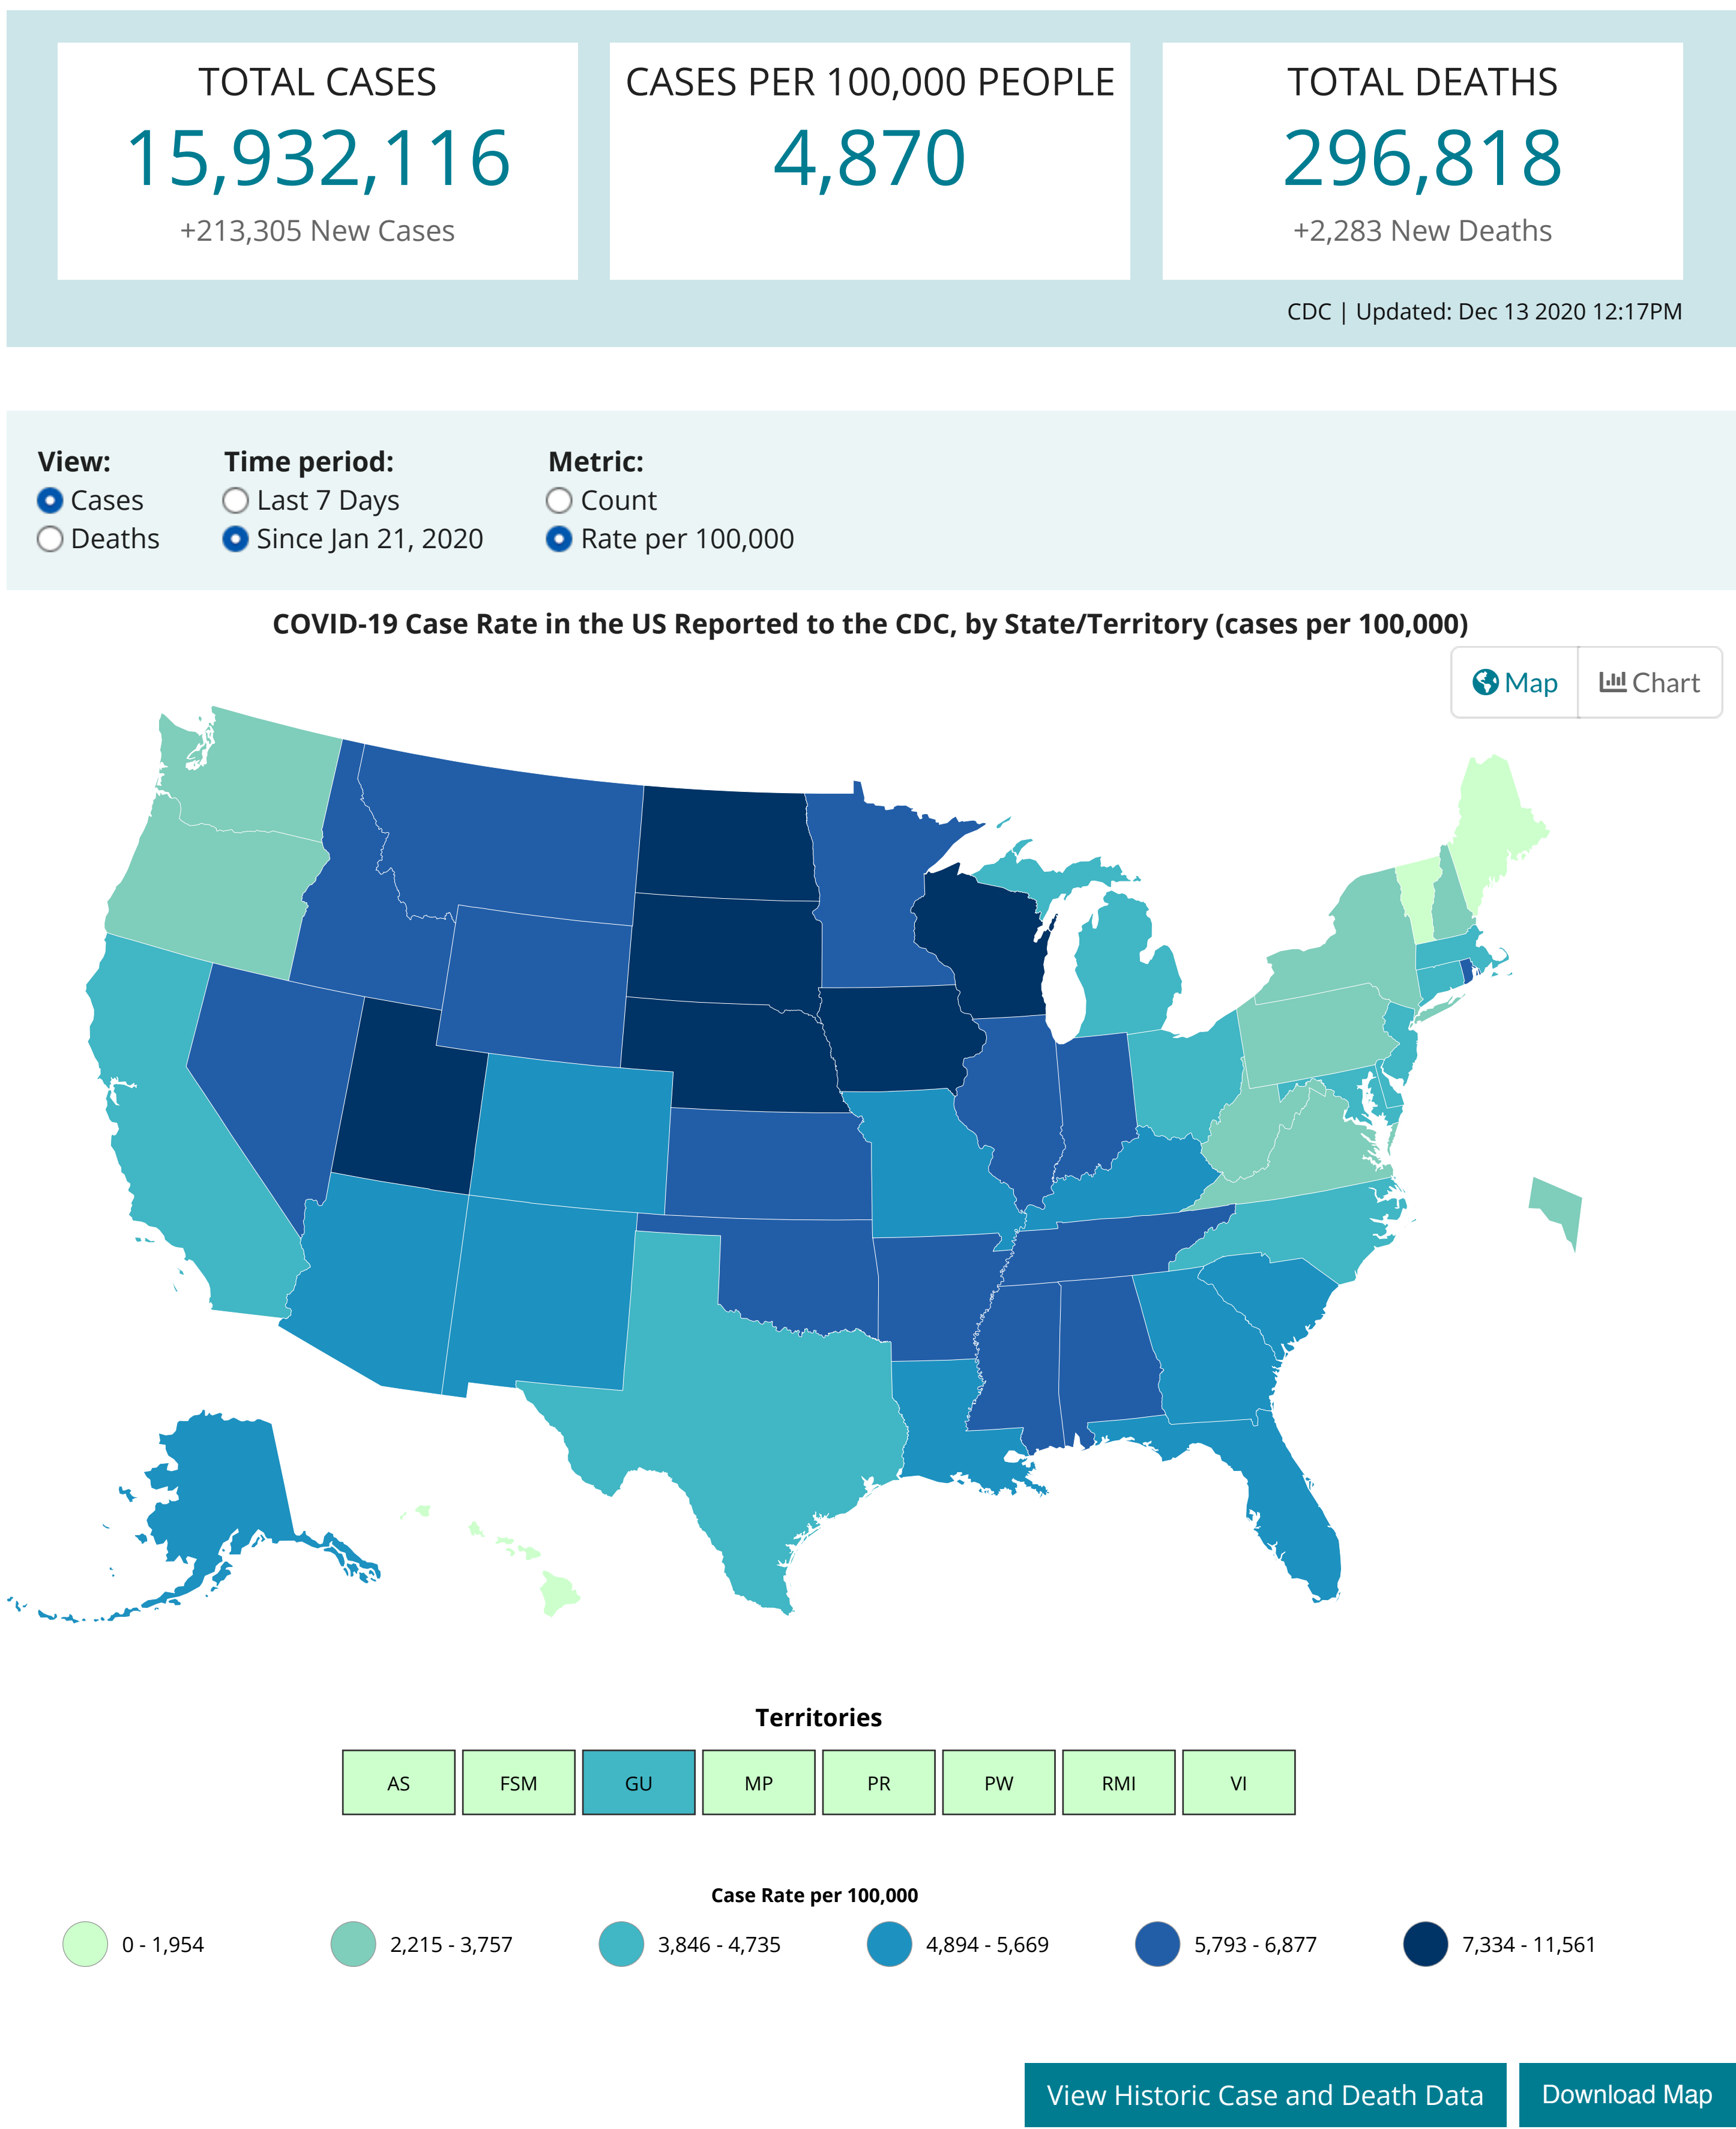 TOTAL CASES
15,932,116
+213,305 New Cases
CASES PER 100,000 PEOPLE
4,870
TOTAL DEATHS
296,818
+2,283 New Deaths
CDC | Updated: Dec 13 2020 12:17PM
View:
Cases
Deaths
Time period:
Last 7 Days
Since Jan 21, 2020
Metric:
Count
Rate per 100,000
COVID-19 Case Rate in the US Reported to the CDC, by State/Territory (cases per 100,000)
Map
Chart
Territories
AS FSM GU MP PR PW RMI VI
Case Rate per 100,000
0 - 1,954 2,215 - 3,757 3,846 - 4,735 4,894 - 5,669 5,793 - 6,877 7,334 - 11,561
View Historic Case and Death Data
Download Map